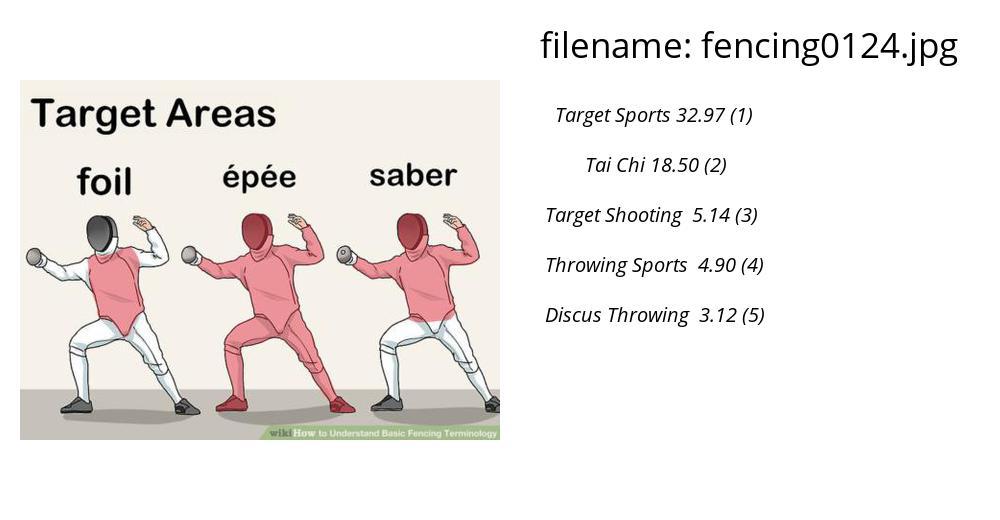 filename: fencing0124.jpg
Target Areas
foil épée saber
wikiHow to Understand Basic Fencing Terminology
Target Sports 32.97 (1)
Tai Chi 18.50 (2)
Target Shooting 5.14 (3)
Throwing Sports 4.90 (4)
Discus Throwing 3.12 (5)